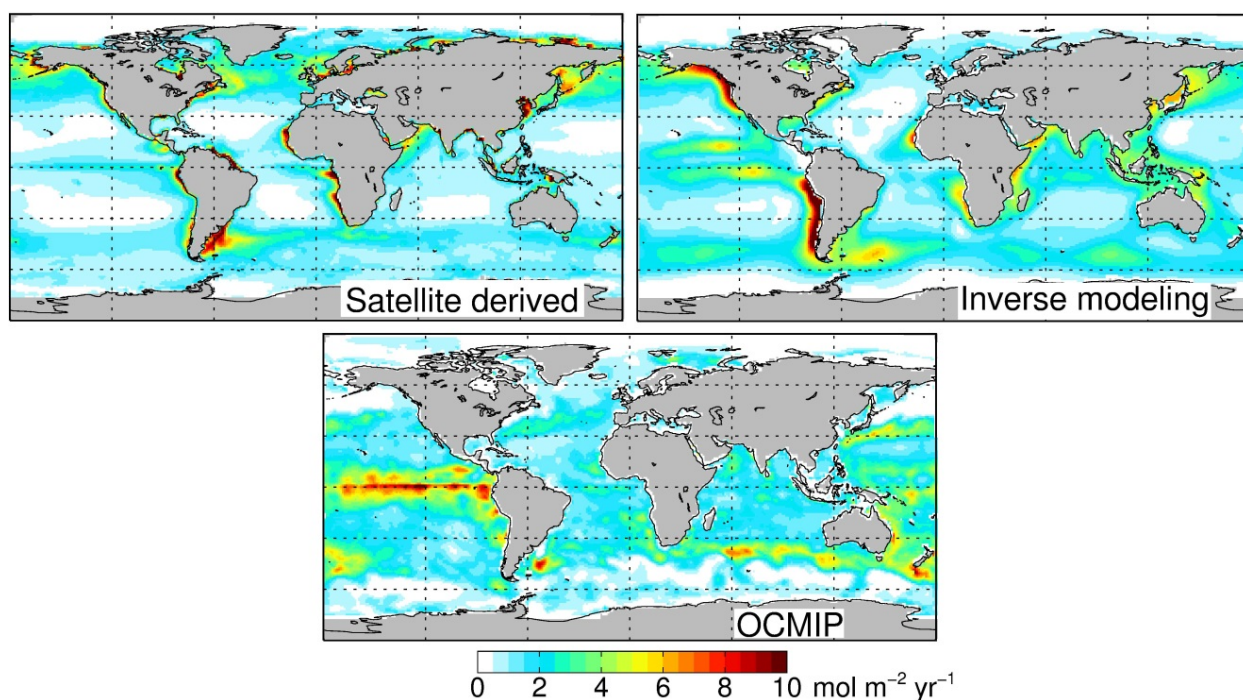 Satellite derived
Inverse modeling
OCMIP
0 2 4 6 8 10 mol m⁻² yr⁻¹